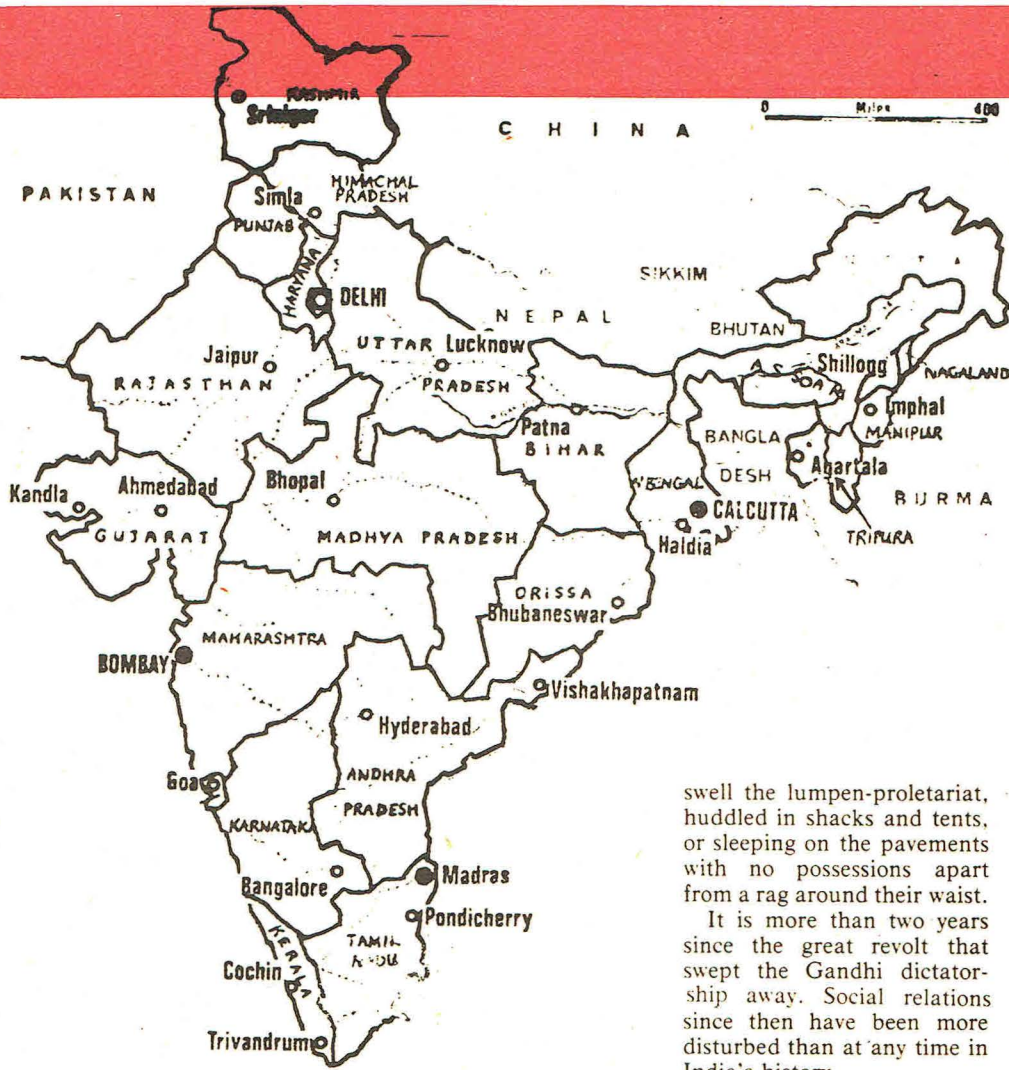 KASHMIR
Srinigar
0 Miles 400
C H I N A
PAKISTAN
HIMACHAL
PRADESH
Simla
PUNJAB
HARYANA
DELHI
SIKKIM
N E P A L
BHUTAN
UTTAR Lucknow
PRADESH
Jaipur
RAJASTHAN
ASSAM
Shillong
NAGALAND
Imphal
MANIPUR
Patna
BIHAR
BANGLA
DESH
Agartala
W BENGAL
Kandla
Ahmedabad
Bhopal
CALCUTTA
BURMA
GUJARAT
MADHYA PRADESH
Haldia
TRIPURA
ORISSA
Bhubaneswar
MAHARASHTRA
BOMBAY
Vishakhapatnam
Hyderabad
Goa
ANDHRA
PRADESH
KARNATAKA
Bangalore
Madras
Pondicherry
KERALA
TAMIL
NADU
Cochin
Trivandrum
swell the lumpen-proletariat,
huddled in shacks and tents,
or sleeping on the pavements
with no possessions apart
from a rag around their waist.
It is more than two years
since the great revolt that
swept the Gandhi dictator-
ship away. Social relations
since then have been more
disturbed than at any time in
India's history.